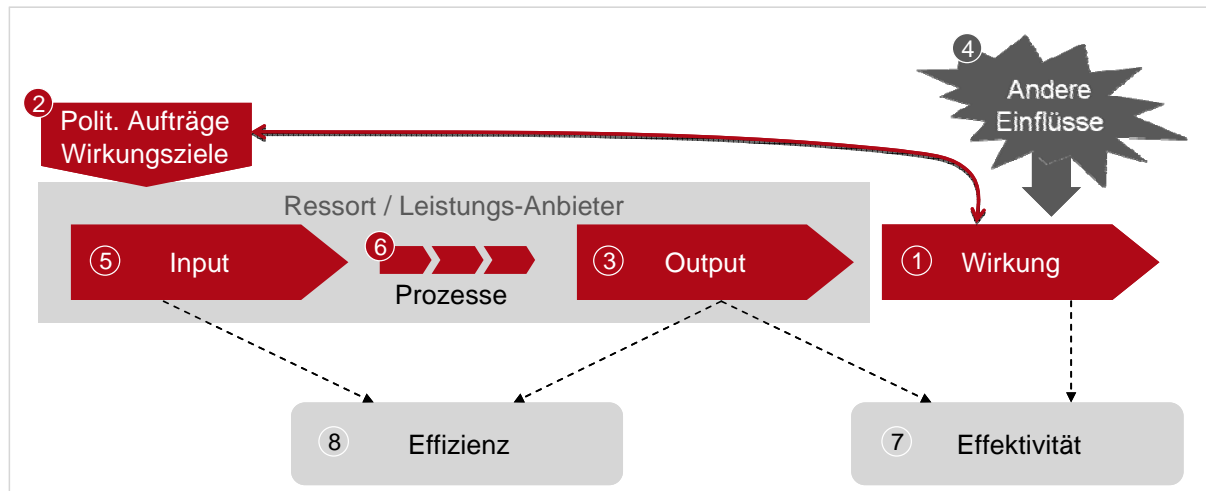 4
Andere
Einflüsse
2
Polit. Aufträge
Wirkungsziele
Ressort / Leistungs-Anbieter
5 Input
6
Prozesse
3 Output
1 Wirkung
8 Effizienz
7 Effektivität